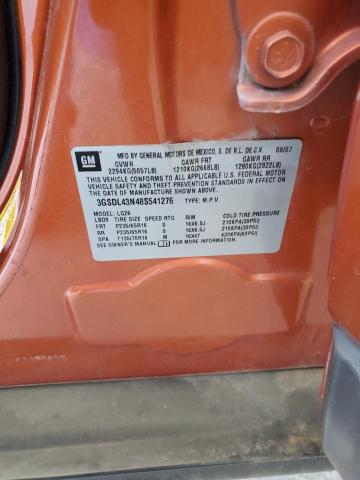 GM
MFD BY GENERAL MOTORS DE MEXICO, S. DE R.L. DE C.V. 08/07
GVWR GAWR FRT GAWR RR
2294KG(5057LB) 1210KG(2668LB) 1280KG(2822LB)
THIS VEHICLE CONFORMS TO ALL APPLICABLE U.S. FEDERAL
MOTOR VEHICLE SAFETY AND THEFT PREVENTION STANDARDS IN EFFECT ON
THE DATE OF MANUFACTURE SHOWN ABOVE.
3GSDL43N48S541276 TYPE: M.P.V.
LG26
LB09 TIRE SIZE SPEED RTG RIM COLD TIRE PRESSURE
FRT P235/65R16 S 16X6.5J 210KPA(30PSI)
RR P235/65R16 S 16X6.5J 210KPA(30PSI)
SPA T135/70R16 M 16X4T 420KPA(60PSI)
SEE OWNER'S MANUAL FOR ADDITIONAL INFORMATION.